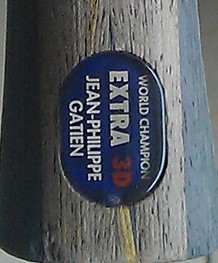 WORLD CHAMPION
EXTRA 3D
JEAN-PHILIPPE
GATIEN